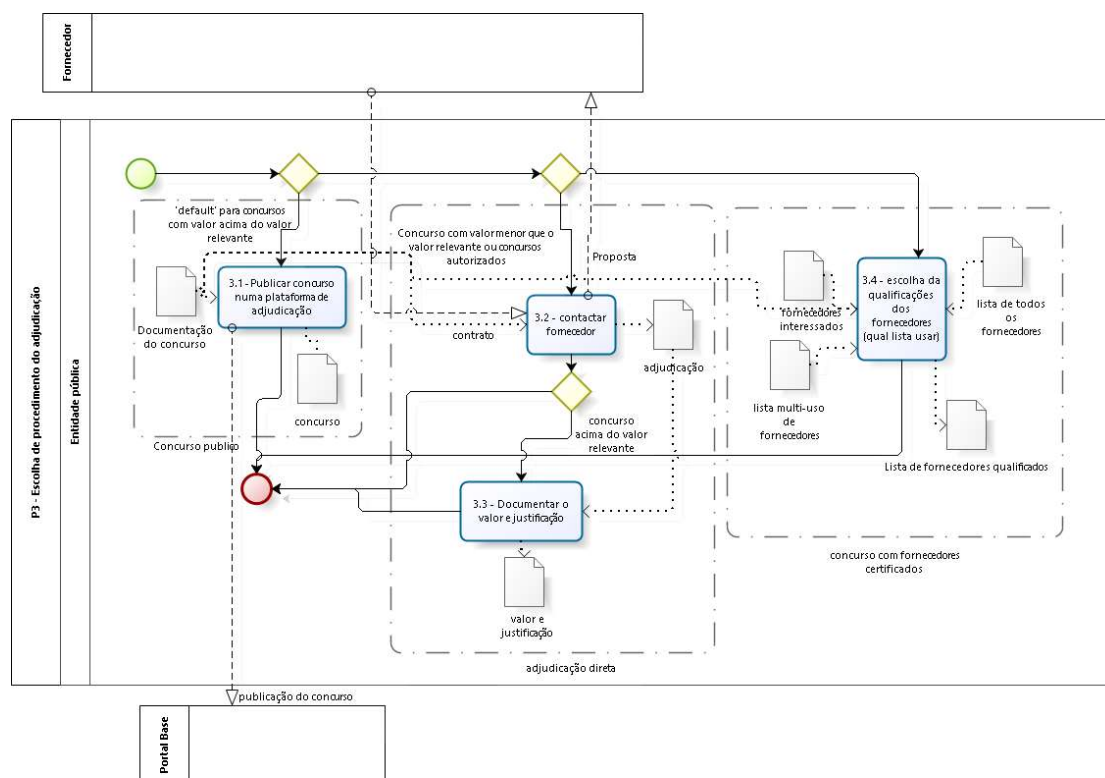 Fornecedor
P3 - Escolha de procedimento do adjudicação
Entidade pública
'default' para concursos
com valor acima do valor
relevante
Concurso com valor menor que o
valor relevante ou concursos
autorizados
Proposta
3.1 - Publicar concurso
numa plataforma de
adjudicação
Documentação
do concurso
concurso
Concurso publico
3.2 - contactar
fornecedor
contrato
adjudicação
concurso
acima do valor
relevante
3.3 - Documentar o
valor e justificação
valor e
justificação
adjudicação direta
3.4 - escolha da
qualificações
dos
fornecedores
(qual lista usar)
fornecedores
interessados
lista de todos
os
fornecedores
lista multi-uso
de
fornecedores
Lista de fornecedores qualificados
concurso com fornecedores
certificados
publicação do concurso
Portal Base